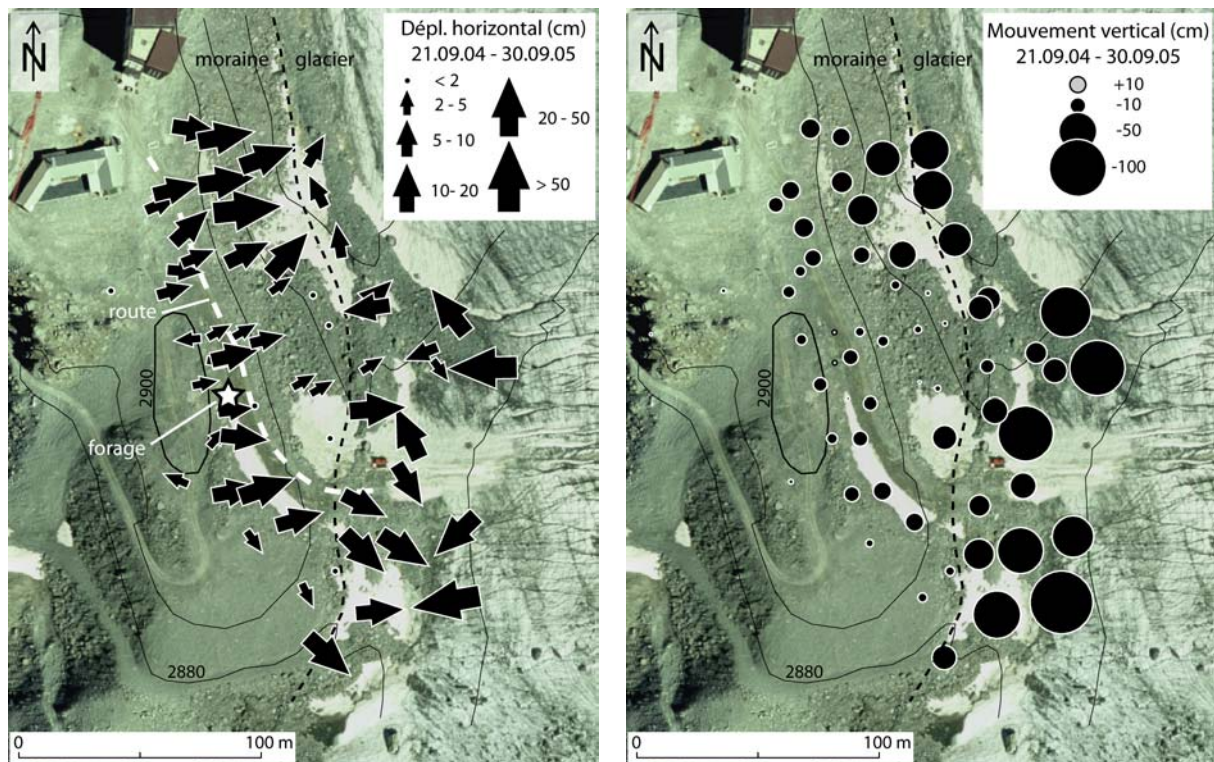 N
moraine
glacier
Dépl. horizontal (cm)
21.09.04 - 30.09.05
< 2
2 - 5
5 - 10
10- 20
20 - 50
> 50
route
2900
forage
2880
0
100 m
N
moraine
glacier
Mouvement vertical (cm)
21.09.04 - 30.09.05
+10
-10
-50
-100
2900
2880
0
100 m